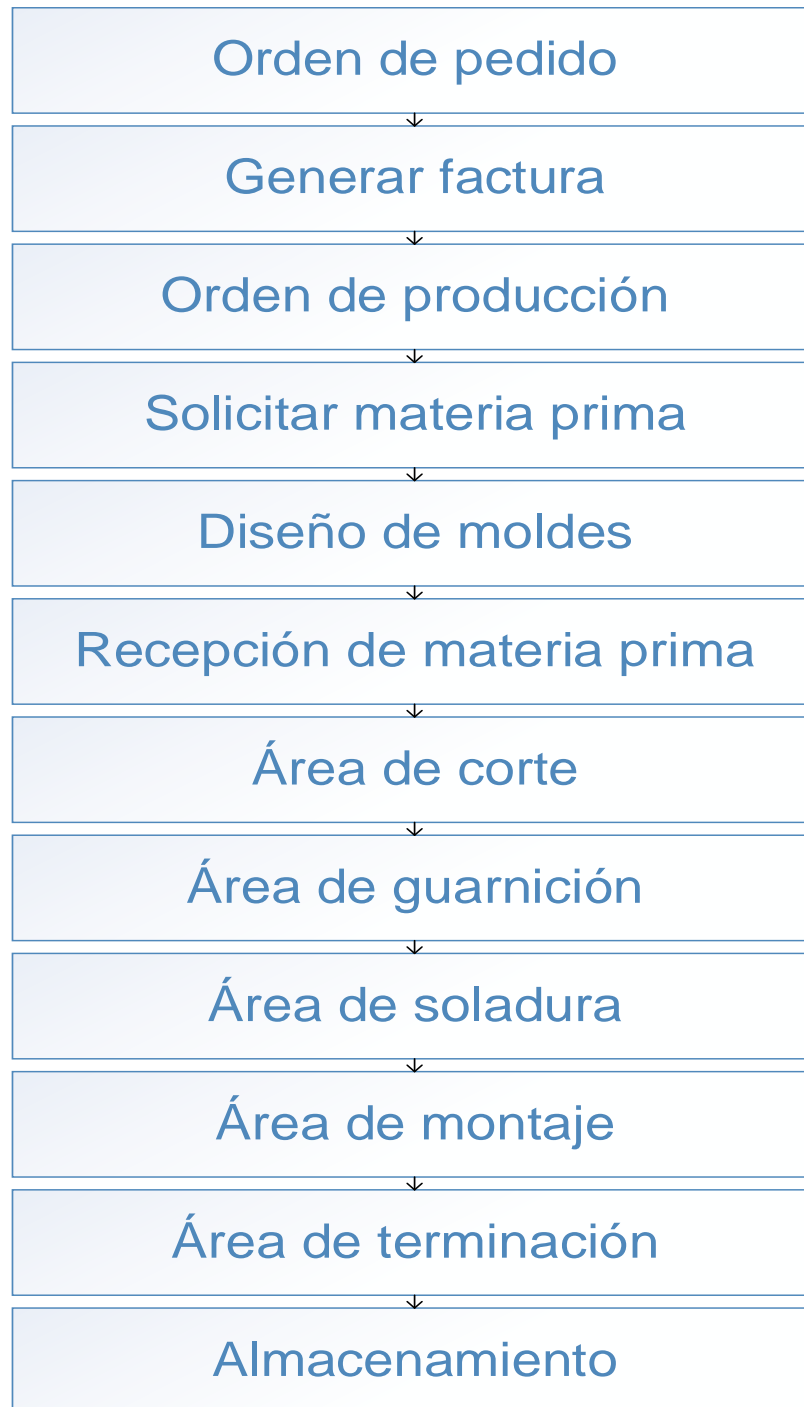 Orden de pedido
Generar factura
Orden de producción
Solicitar materia prima
Diseño de moldes
Recepción de materia prima
Área de corte
Área de guarnición
Área de soladura
Área de montaje
Área de terminación
Almacenamiento